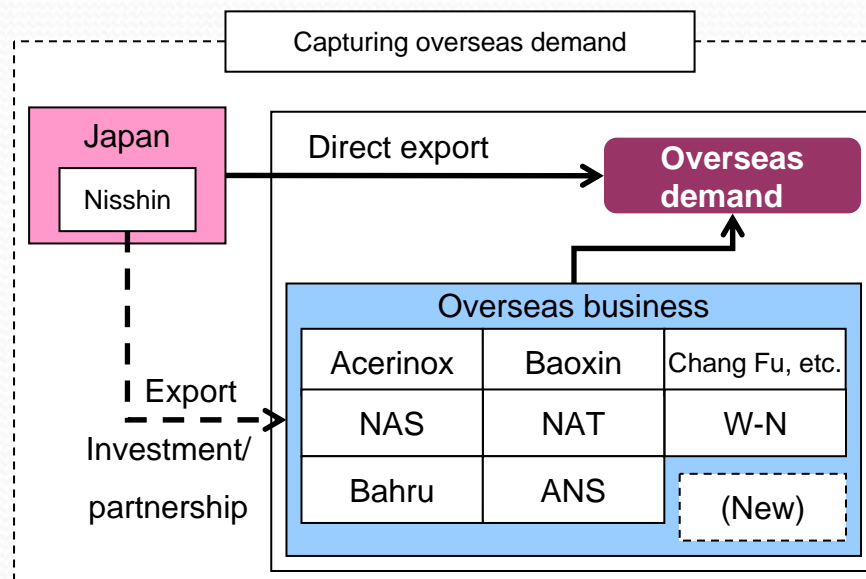 Capturing overseas demand
Japan
Nisshin
Direct export
Overseas
demand
Export
Investment/
partnership
Overseas business
Acerinox
Baoxin
Chang Fu, etc.
NAS
NAT
W-N
Bahru
ANS
(New)